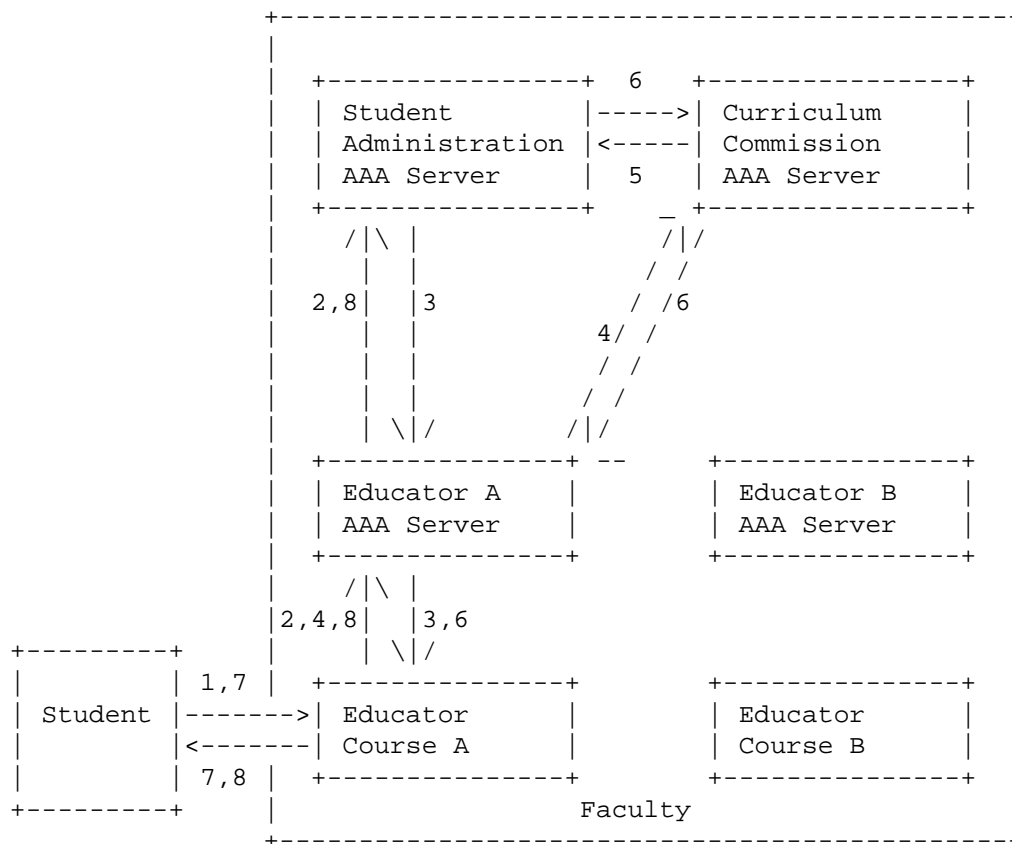 6
Student Curriculum
Administration Commission
AAA Server 5 AAA Server
2,8 3 6
4
Educator A Educator B
AAA Server AAA Server
2,4,8 3,6
1,7
Student Educator Educator
Course A Course B
7,8
Faculty